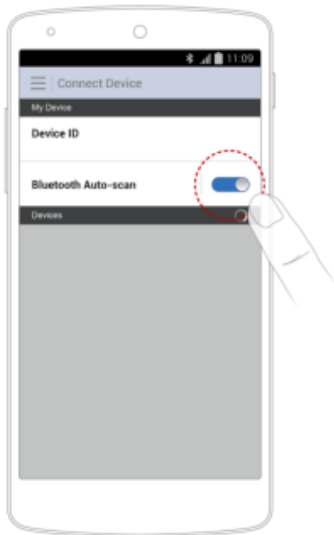 11:09
Connect Device
My Device
Device ID
Bluetooth Auto-scan
Devices